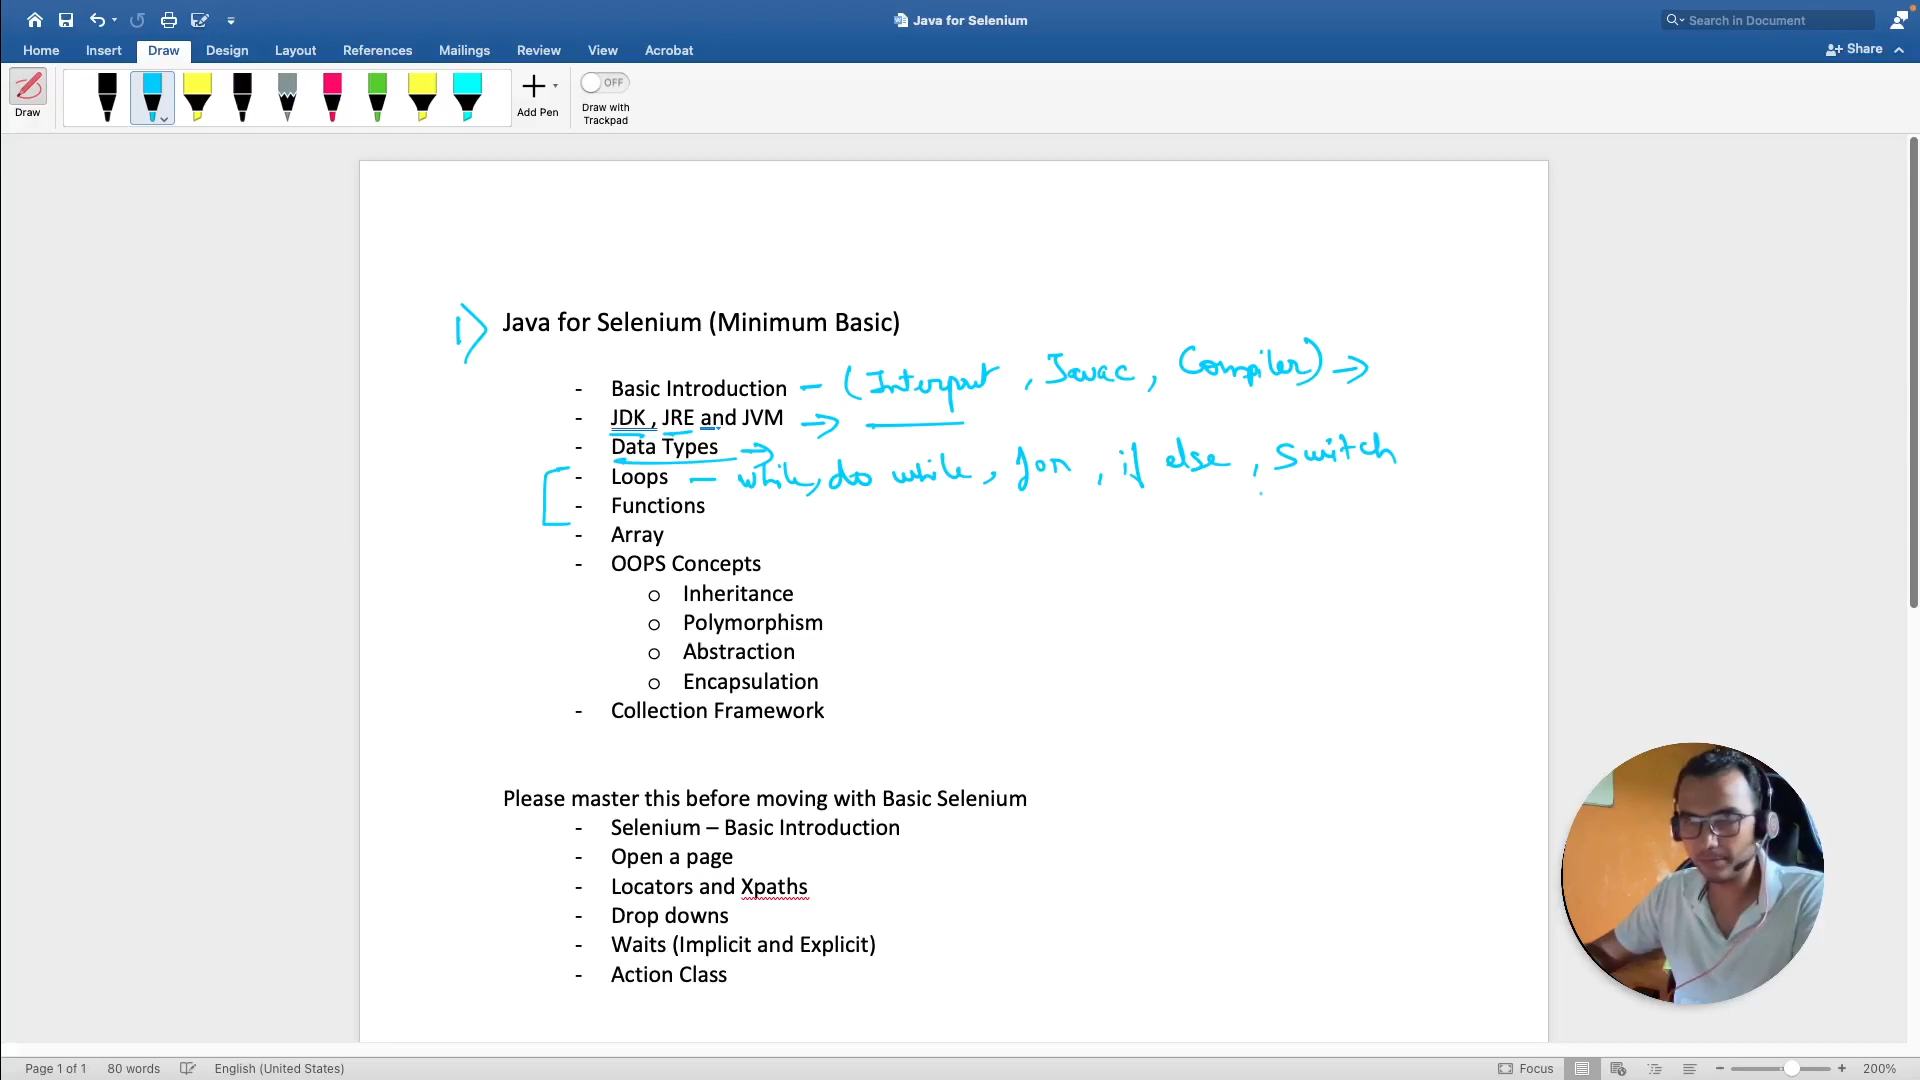 Java for Selenium
Search in Document
Home Insert Draw Design Layout References Mailings Review View Acrobat
Share
OFF
Draw
Add Pen
Draw with
Trackpad
Java for Selenium (Minimum Basic)
- Basic Introduction – (Interput, Javac, Compiler) →
- JDK , JRE and JVM →
- Data Types →
- Loops – while, do while, for, if else, switch
- Functions
- Array
- OOPS Concepts
o Inheritance
o Polymorphism
o Abstraction
o Encapsulation
- Collection Framework
Please master this before moving with Basic Selenium
- Selenium – Basic Introduction
- Open a page
- Locators and Xpaths
- Drop downs
- Waits (Implicit and Explicit)
- Action Class
Page 1 of 1 80 words English (United States)
Focus
200%